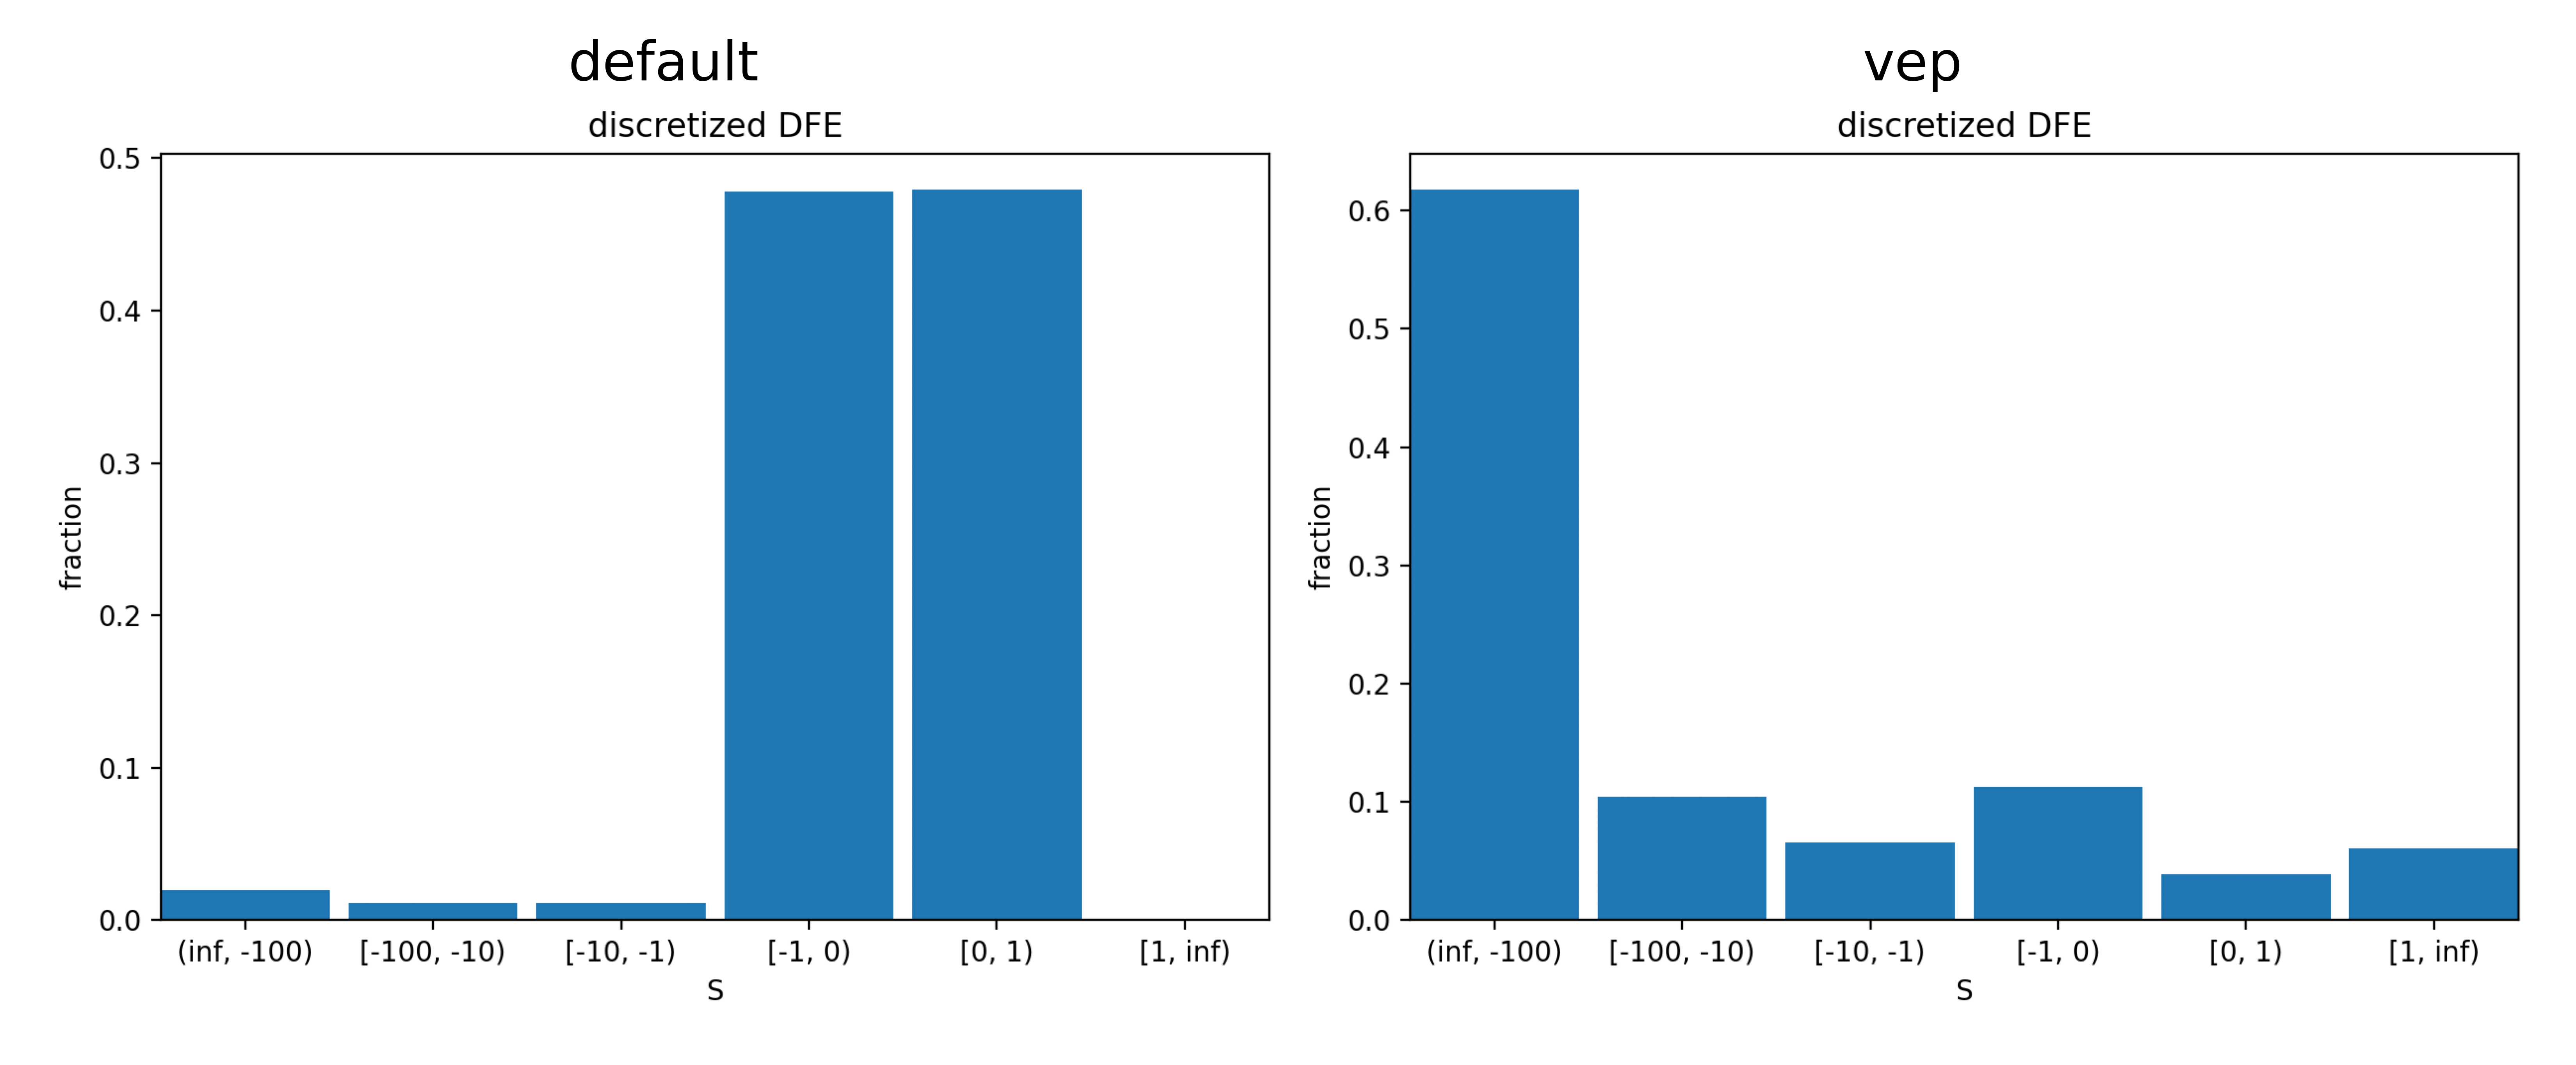 default
discretized DFE
0.5
0.4
0.3
0.2
0.1
0.0
fraction
(inf, -100)
[-100, -10)
[-10, -1)
[-1, 0)
[0, 1)
[1, inf)
S
vep
discretized DFE
0.6
0.5
0.4
0.3
0.2
0.1
0.0
fraction
(inf, -100)
[-100, -10)
[-10, -1)
[-1, 0)
[0, 1)
[1, inf)
S